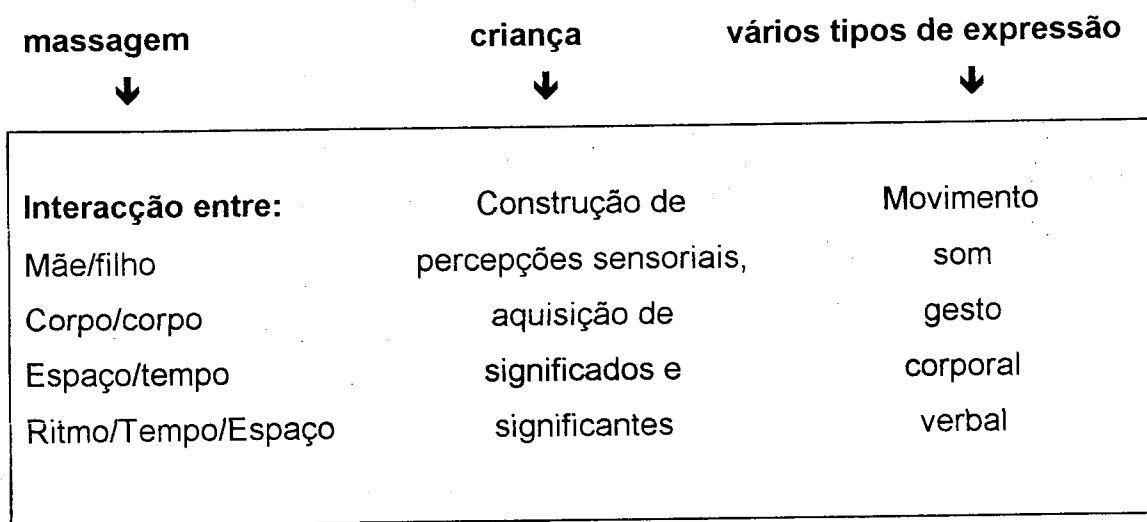 massagem criança vários tipos de expressão
Interacção entre: Construção de Movimento
Mãe/filho percepções sensoriais, som
Corpo/corpo aquisição de gesto
Espaço/tempo significados e corporal
Ritmo/Tempo/Espaço significantes verbal